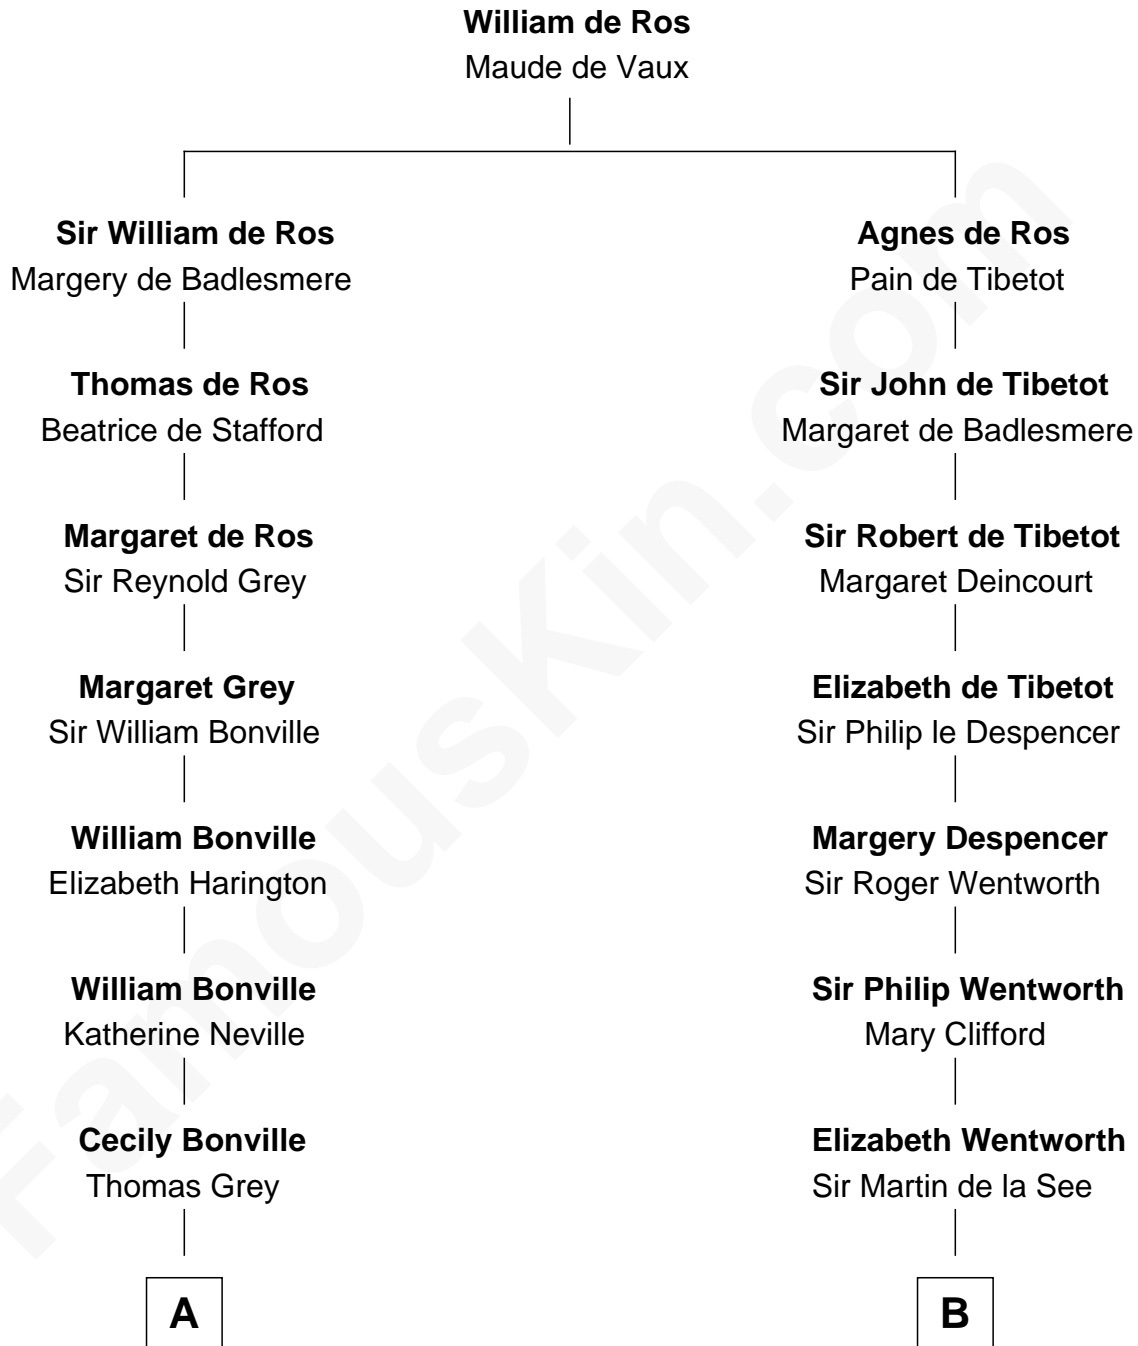 William de Ros
Maude de Vaux
Sir William de Ros
Margery de Badlesmere
Agnes de Ros
Pain de Tibetot
Thomas de Ros
Beatrice de Stafford
Sir John de Tibetot
Margaret de Badlesmere
Margaret de Ros
Sir Reynold Grey
Sir Robert de Tibetot
Margaret Deincourt
Margaret Grey
Sir William Bonville
Elizabeth de Tibetot
Sir Philip le Despencer
William Bonville
Elizabeth Harington
Margery Despencer
Sir Roger Wentworth
William Bonville
Katherine Neville
Sir Philip Wentworth
Mary Clifford
Cecily Bonville
Thomas Grey
Elizabeth Wentworth
Sir Martin de la See
A
B
FamousKin.com